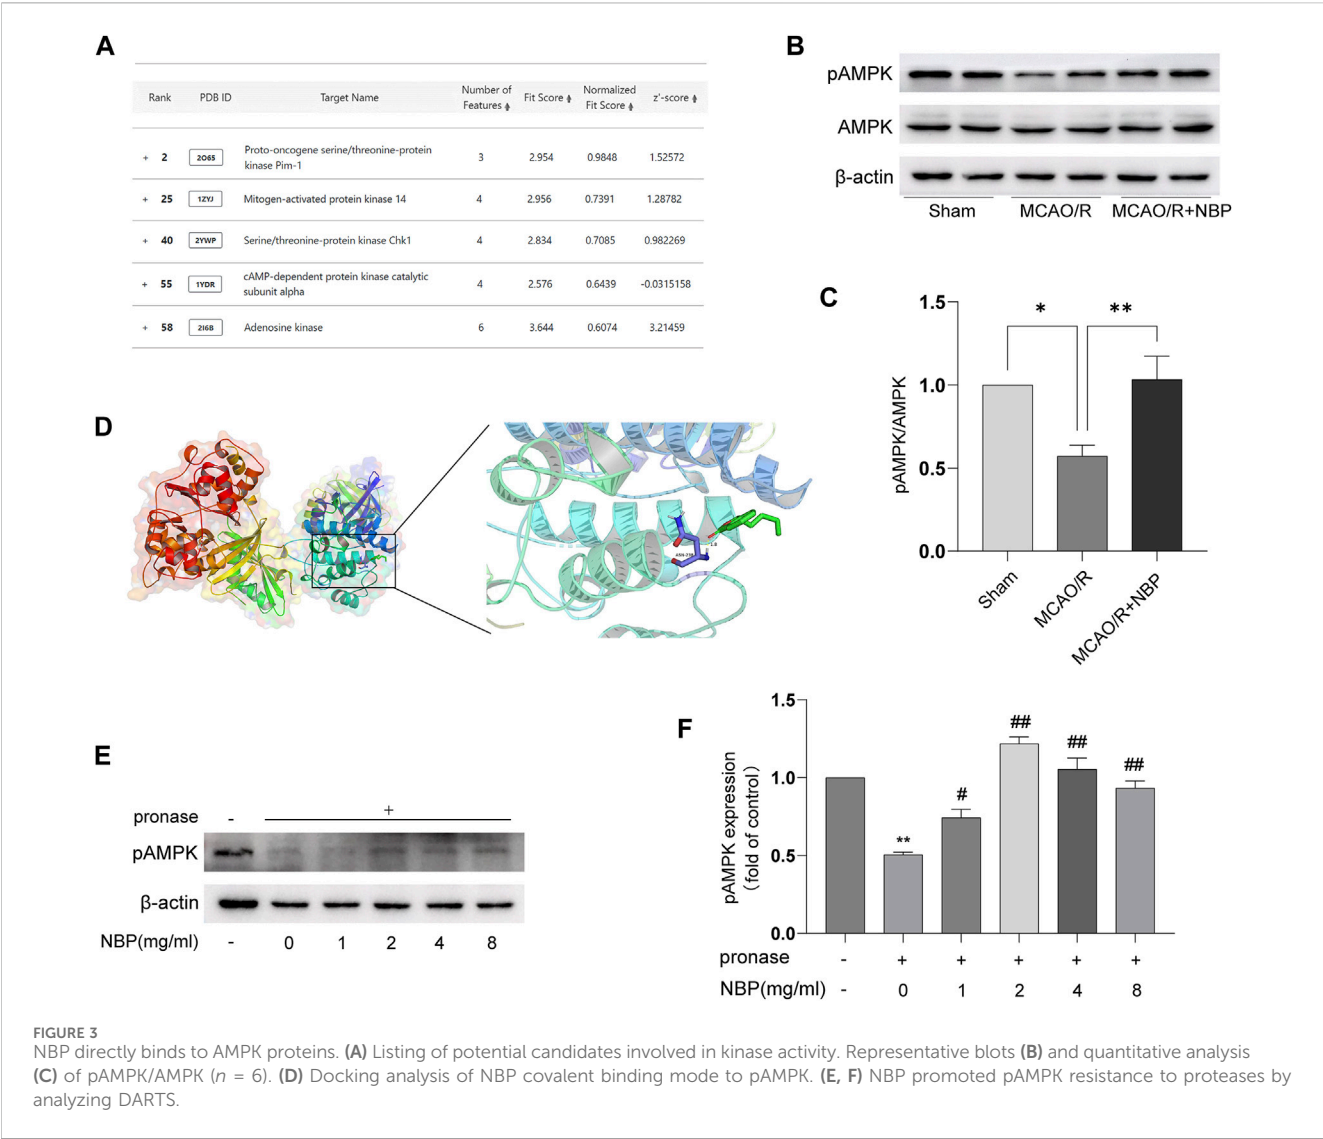 A
Rank PDB ID Target Name Number of Features Fit Score Normalized Fit Score z'-score
+ 2 2O65 Proto-oncogene serine/threonine-protein
kinase Pim-1 3 2.954 0.9848 1.52572
+ 25 1ZYJ Mitogen-activated protein kinase 14 4 2.956 0.7391 1.28782
+ 40 2YWP Serine/threonine-protein kinase Chk1 4 2.834 0.7085 0.982269
+ 55 1YDR cAMP-dependent protein kinase catalytic
subunit alpha 4 2.576 0.6439 -0.0315158
+ 58 2I6B Adenosine kinase 6 3.644 0.6074 3.21459
B
pAMPK
AMPK
β-actin
Sham MCAO/R MCAO/R+NBP
C
pAMPK/AMPK
1.5
1.0
0.5
0.0
* **
Sham MCAO/R MCAO/R+NBP
D
E
pronase - +
pAMPK
β-actin
NBP(mg/ml) - 0 1 2 4 8
F
pAMPK expression
(fold of control)
1.5
1.0
0.5
0.0
** # ## ## ##
pronase - + + + + +
NBP(mg/ml) - 0 1 2 4 8
FIGURE 3
NBP directly binds to AMPK proteins. (A) Listing of potential candidates involved in kinase activity. Representative blots (B) and quantitative analysis
(C) of pAMPK/AMPK (n = 6). (D) Docking analysis of NBP covalent binding mode to pAMPK. (E, F) NBP promoted pAMPK resistance to proteases by
analyzing DARTS.